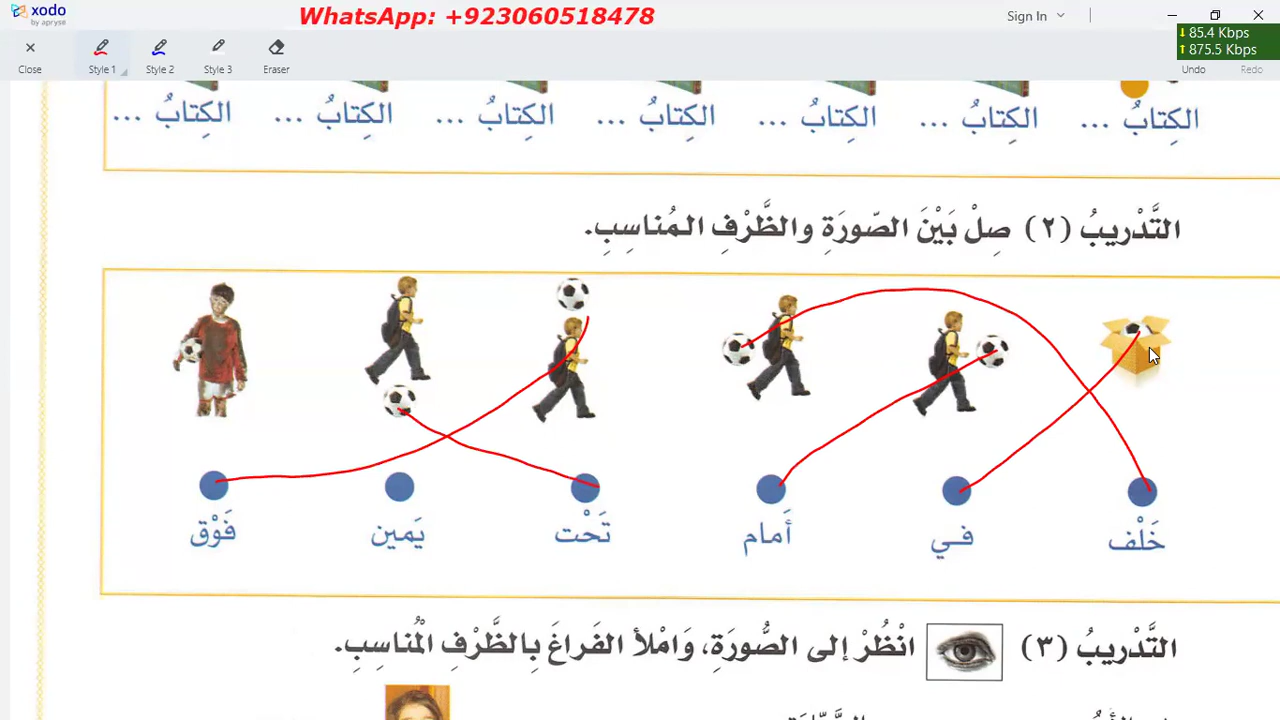 xodo
by apryse
WhatsApp: +923060518478
Sign In
85.4 Kbps
875.5 Kbps
Close
Style 1
Style 2
Style 3
Eraser
Undo
Redo
الكِتابُ ... الكِتابُ ... الكِتابُ ... الكِتابُ ... الكِتابُ ... الكِتابُ ... الكِتابُ ...
التَّدْريبُ (٢) صِلْ بَيْنَ الصّورَةِ والظَّرْفِ المُناسِبِ.
خَلْف في أَمام تَحْت يَمين فَوْق
التَّدْريبُ (٣) انْظُرْ إلى الصُّورَةِ، وَامْلأ الفَراغَ بِالظَّرْفِ الْمُناسِبِ.